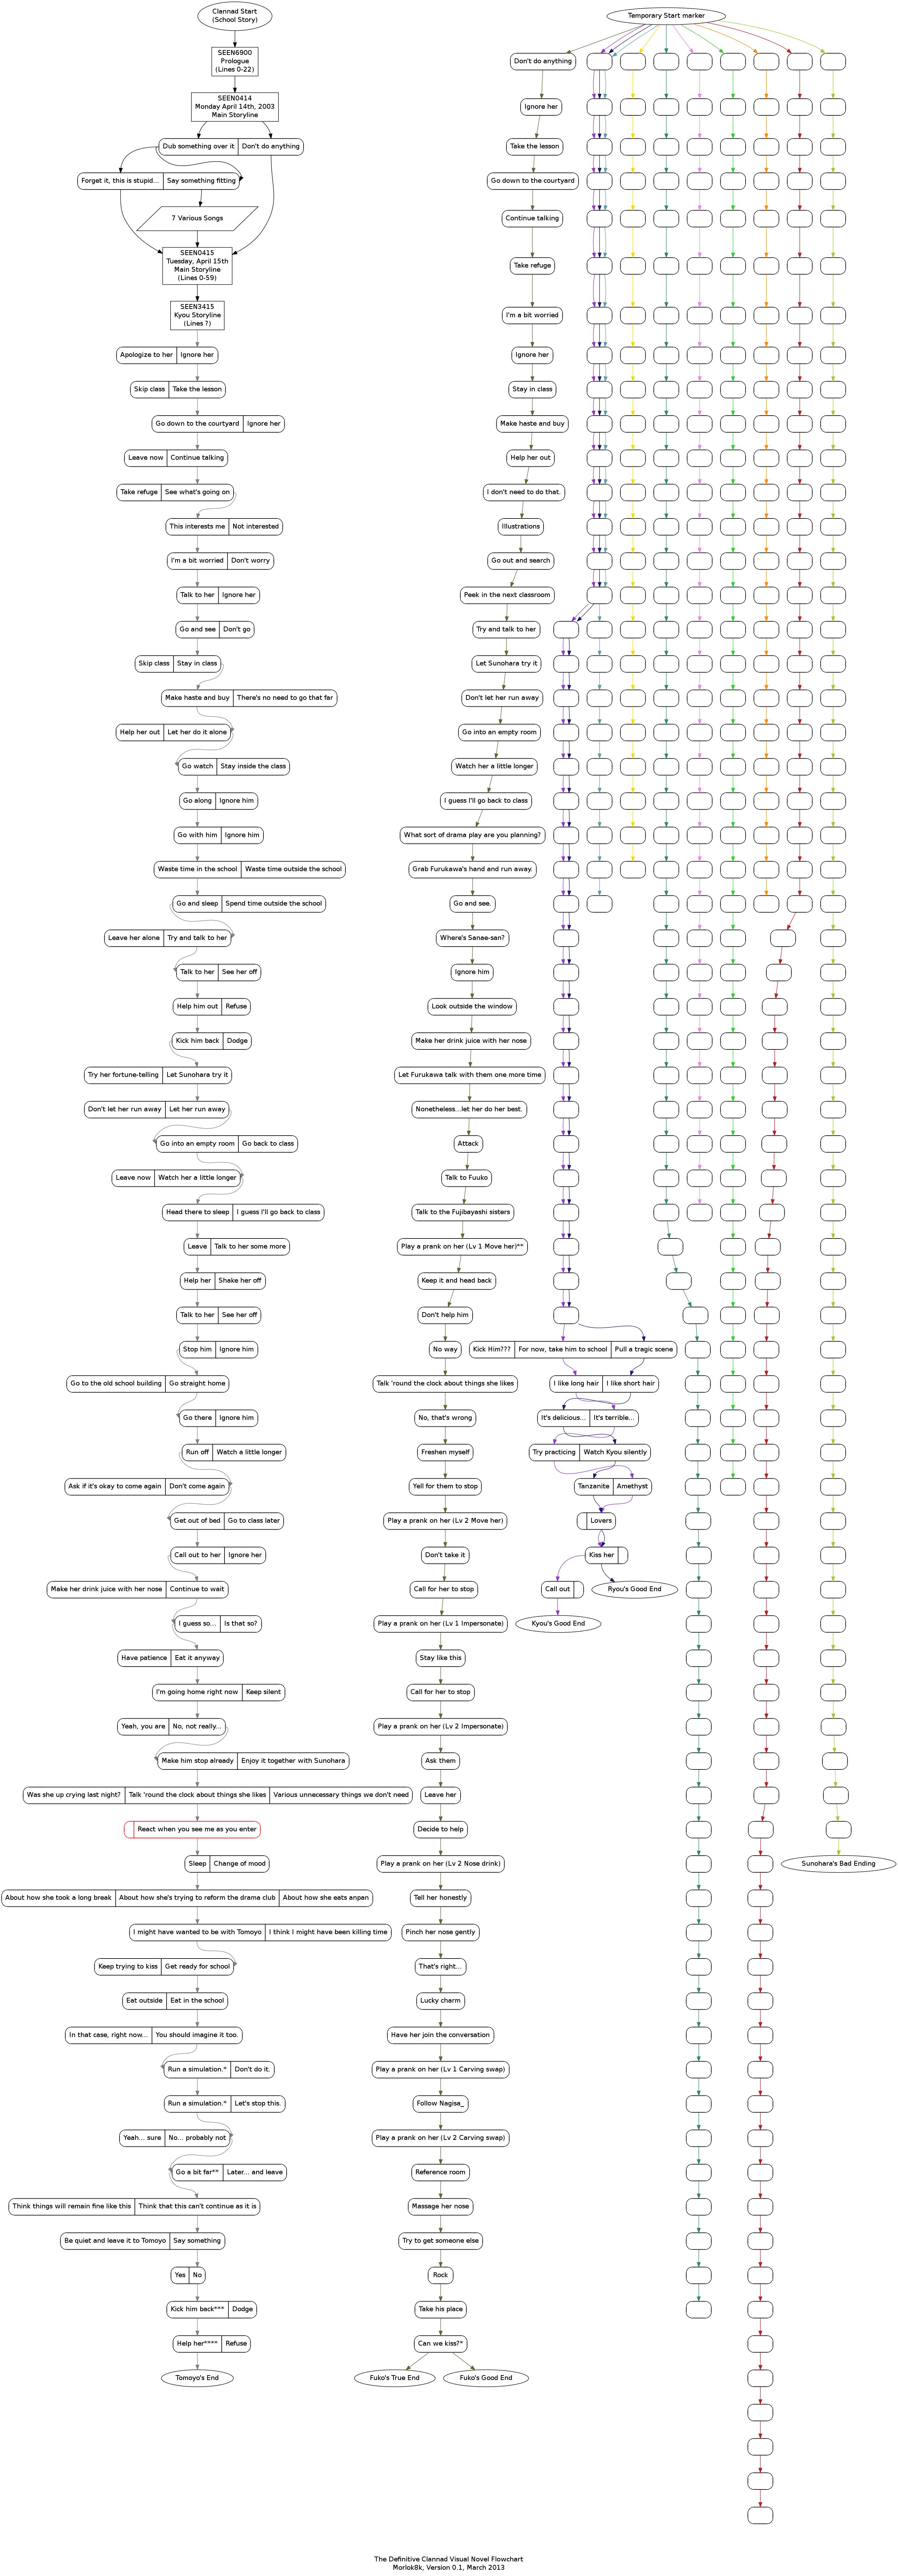 Clannad Start
(School Story)
SEEN6900
Prologue
(Lines 0-22)
SEEN0414
Monday April 14th, 2003
Main Storyline
Dub something over it
Don't do anything
Forget it, this is stupid...
Say something fitting
7 Various Songs
SEEN0415
Tuesday, April 15th
Main Storyline
(Lines 0-59)
SEEN3415
Kyou Storyline
(Lines ?)
Apologize to her
Ignore her
Skip class
Take the lesson
Go down to the courtyard
Ignore her
Leave now
Continue talking
Take refuge
See what's going on
This interests me
Not interested
I'm a bit worried
Don't worry
Talk to her
Ignore her
Go and see
Don't go
Skip class
Stay in class
Make haste and buy
There's no need to go that far
Help her out
Let her do it alone
Go watch
Stay inside the class
Go along
Ignore him
Go with him
Ignore him
Waste time in the school
Waste time outside the school
Go and sleep
Spend time outside the school
Leave her alone
Try and talk to her
Talk to her
See her off
Help him out
Refuse
Kick him back
Dodge
Try her fortune-telling
Let Sunohara try it
Don't let her run away
Let her run away
Go into an empty room
Go back to class
Leave now
Watch her a little longer
Head there to sleep
I guess I'll go back to class
Leave
Talk to her some more
Help her
Shake her off
Talk to her
See her off
Stop him
Ignore him
Go to the old school building
Go straight home
Go there
Ignore him
Run off
Watch a little longer
Ask if it's okay to come again
Don't come again
Get out of bed
Go to class later
Call out to her
Ignore her
Make her drink juice with her nose
Continue to wait
I guess so...
Is that so?
Have patience
Eat it anyway
I'm going home right now
Keep silent
Yeah, you are
No, not really...
Make him stop already
Enjoy it together with Sunohara
Was she up crying last night?
Talk 'round the clock about things she likes
Various unnecessary things we don't need
React when you see me as you enter
Sleep
Change of mood
About how she took a long break
About how she's trying to reform the drama club
About how she eats anpan
I might have wanted to be with Tomoyo
I think I might have been killing time
Keep trying to kiss
Get ready for school
Eat outside
Eat in the school
In that case, right now...
You should imagine it too.
Run a simulation.*
Don't do it.
Run a simulation.*
Let's stop this.
Yeah... sure
No... probably not
Go a bit far**
Later... and leave
Think things will remain fine like this
Think that this can't continue as it is
Be quiet and leave it to Tomoyo
Say something
Yes
No
Kick him back***
Dodge
Help her****
Refuse
Tomoyo's End
Temporary Start marker
Don't do anything
Ignore her
Take the lesson
Go down to the courtyard
Continue talking
Take refuge
I'm a bit worried
Ignore her
Stay in class
Make haste and buy
Help her out
I don't need to do that.
Illustrations
Go out and search
Peek in the next classroom
Try and talk to her
Let Sunohara try it
Don't let her run away
Go into an empty room
Watch her a little longer
I guess I'll go back to class
What sort of drama play are you planning?
Grab Furukawa's hand and run away.
Go and see.
Where's Sanae-san?
Ignore him
Look outside the window
Make her drink juice with her nose
Let Furukawa talk with them one more time
Nonetheless...let her do her best.
Attack
Talk to Fuuko
Talk to the Fujibayashi sisters
Play a prank on her (Lv 1 Move her)**
Keep it and head back
Don't help him
No way
Talk 'round the clock about things she likes
No, that's wrong
Freshen myself
Yell for them to stop
Play a prank on her (Lv 2 Move her)
Don't take it
Call for her to stop
Play a prank on her (Lv 1 Impersonate)
Stay like this
Call for her to stop
Play a prank on her (Lv 2 Impersonate)
Ask them
Leave her
Decide to help
Play a prank on her (Lv 2 Nose drink)
Tell her honestly
Pinch her nose gently
That's right...
Lucky charm
Have her join the conversation
Play a prank on her (Lv 1 Carving swap)
Follow Nagisa_
Play a prank on her (Lv 2 Carving swap)
Reference room
Massage her nose
Try to get someone else
Rock
Take his place
Can we kiss?*
Fuko's True End
Fuko's Good End
Kick Him???
For now, take him to school
Pull a tragic scene
I like long hair
I like short hair
It's delicious...
It's terrible...
Try practicing
Watch Kyou silently
Tanzanite
Amethyst
Lovers
Kiss her
Call out
Ryou's Good End
Kyou's Good End
Sunohara's Bad Ending
The Definitive Clannad Visual Novel Flowchart
Morlok8k, Version 0.1, March 2013